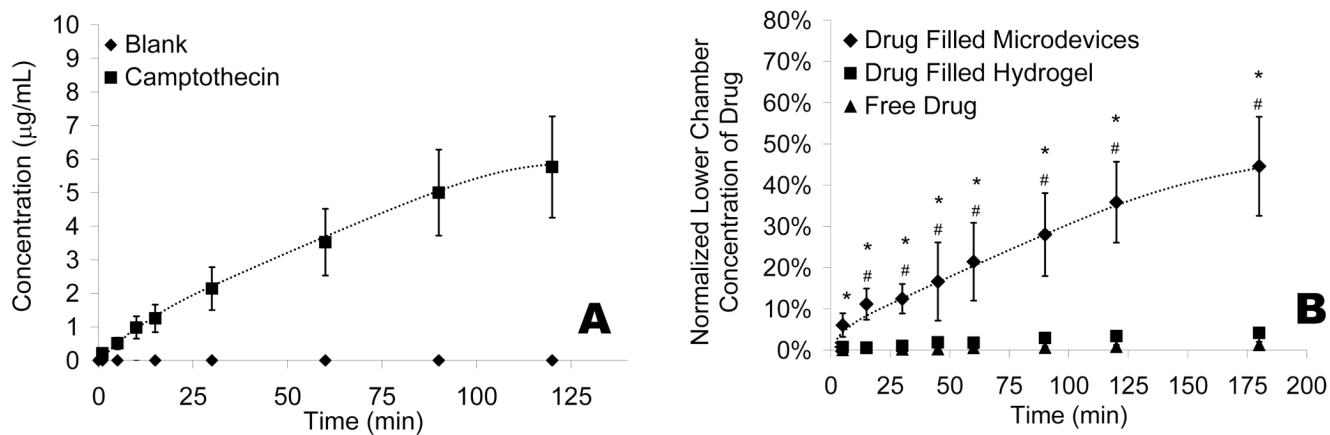 10
9
8
7
6
5
4
3
2
1
0
Concentration (µg/mL)
Blank
Camptothecin
A
0 25 50 75 100 125
Time (min)
80%
70%
60%
50%
40%
30%
20%
10%
0%
Normalized Lower Chamber
Concentration of Drug
Drug Filled Microdevices
Drug Filled Hydrogel
Free Drug
* * * * * * * *
# # # # # # #
B
0 25 50 75 100 125 150 175 200
Time (min)